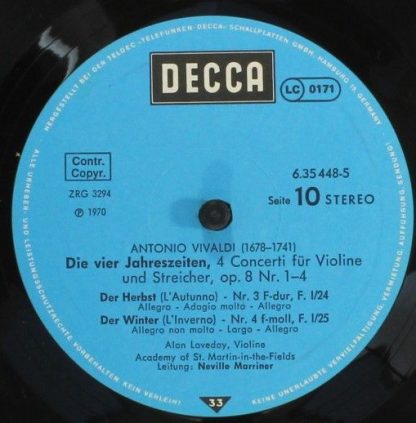 HERGESTELLT BEI DEN TELDEC »TELEFUNKEN-DECCA« SCHALLPLATTEN GMBH, HAMBURG 19, GERMANY
DECCA
LC 0171
Contr.
Copyr.
6.35 448-S
ZRG 3294
Seite 10 STEREO
℗ 1970
ANTONIO VIVALDI (1678–1741)
Die vier Jahreszeiten, 4 Concerti für Violine
und Streicher, op. 8 Nr. 1–4
Der Herbst (L'Autunno) - Nr. 3 F-dur, F. I/24
Allegro - Adagio molto - Allegro
Der Winter (L'Inverno) - Nr. 4 f-moll, F. I/25
Allegro non molto - Largo - Allegro
Alan Loveday, Violine
Academy of St. Martin-in-the-Fields
Leitung: Neville Marriner
ALLE URHEBER- UND LEISTUNGSSCHUTZRECHTE VORBEHALTEN KEIN VERLEIH!
KEINE UNERLAUBTE VERVIELFÄLTIGUNG, VERMIETUNG, AUFFÜHRUNG, SENDUNG!
33